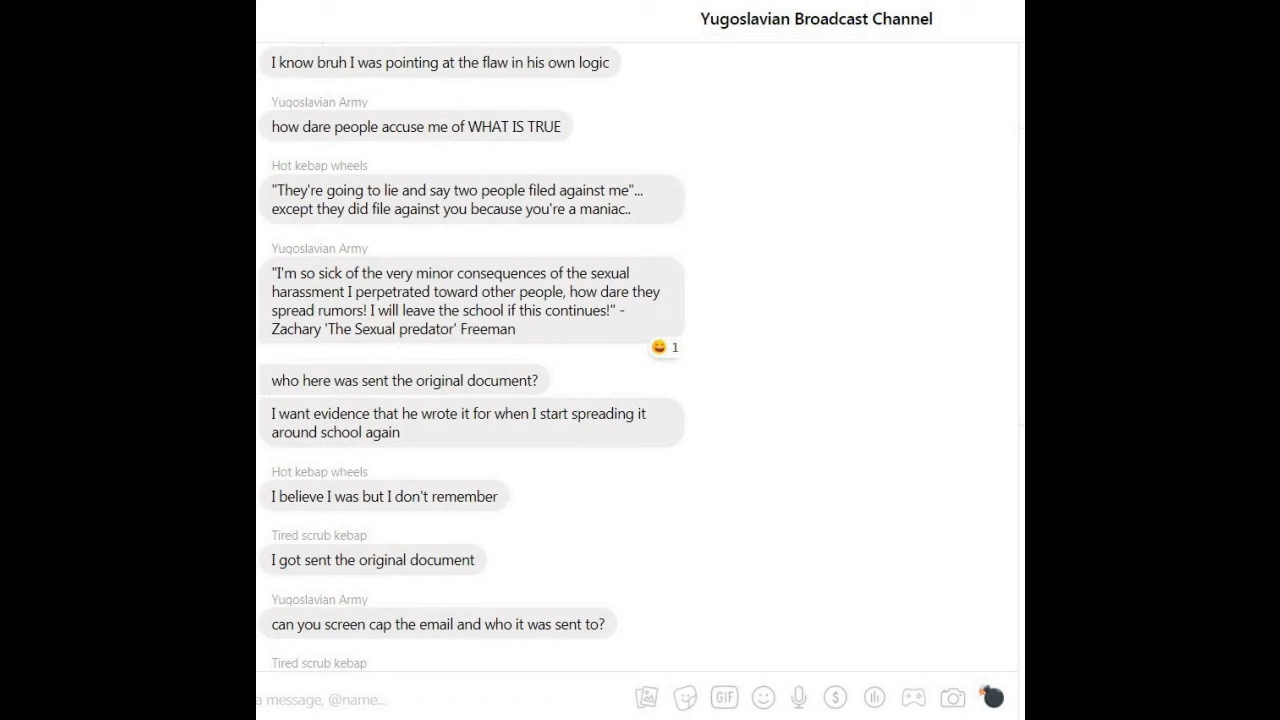 Yugoslavian Broadcast Channel
I know bruh I was pointing at the flaw in his own logic
Yugoslavian Army
how dare people accuse me of WHAT IS TRUE
Hot kebap wheels
"They're going to lie and say two people filed against me"...
except they did file against you because you're a maniac..
Yugoslavian Army
"I'm so sick of the very minor consequences of the sexual
harassment I perpetrated toward other people, how dare they
spread rumors! I will leave the school if this continues!" -
Zachary 'The Sexual predator' Freeman
1
who here was sent the original document?
I want evidence that he wrote it for when I start spreading it
around school again
Hot kebap wheels
I believe I was but I don't remember
Tired scrub kebap
I got sent the original document
Yugoslavian Army
can you screen cap the email and who it was sent to?
Tired scrub kebap
a message, @name...
GIF
$